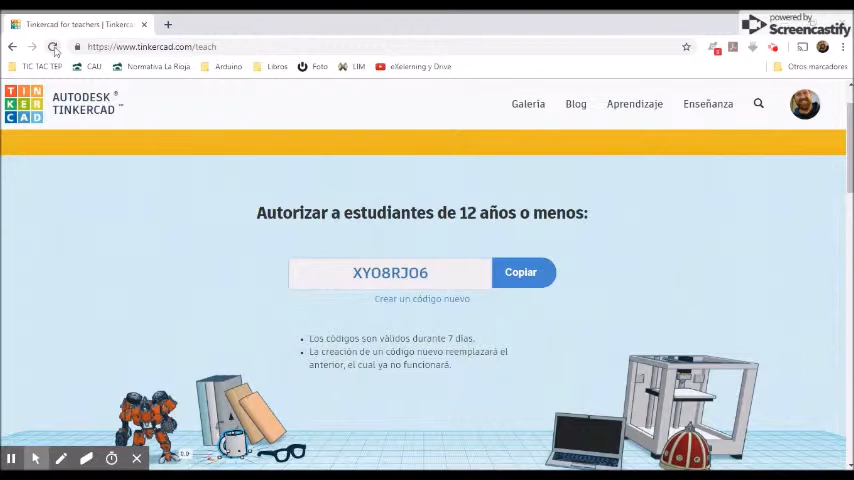 Tinkercad for teachers | Tinkerca
powered by
Screencastify
https://www.tinkercad.com/teach
TIC TAC TEP
CAU
Normativa La Rioja
Arduino
Libros
Foto
LIM
eXelearning y Drive
Otros marcadores
TIN
KER
CAD
AUTODESK®
TINKERCAD™
Galería
Blog
Aprendizaje
Enseñanza
Autorizar a estudiantes de 12 años o menos:
XYO8RJO6
Copiar
Crear un código nuevo
• Los códigos son válidos durante 7 días.
• La creación de un código nuevo reemplazará el
anterior, el cual ya no funcionará.